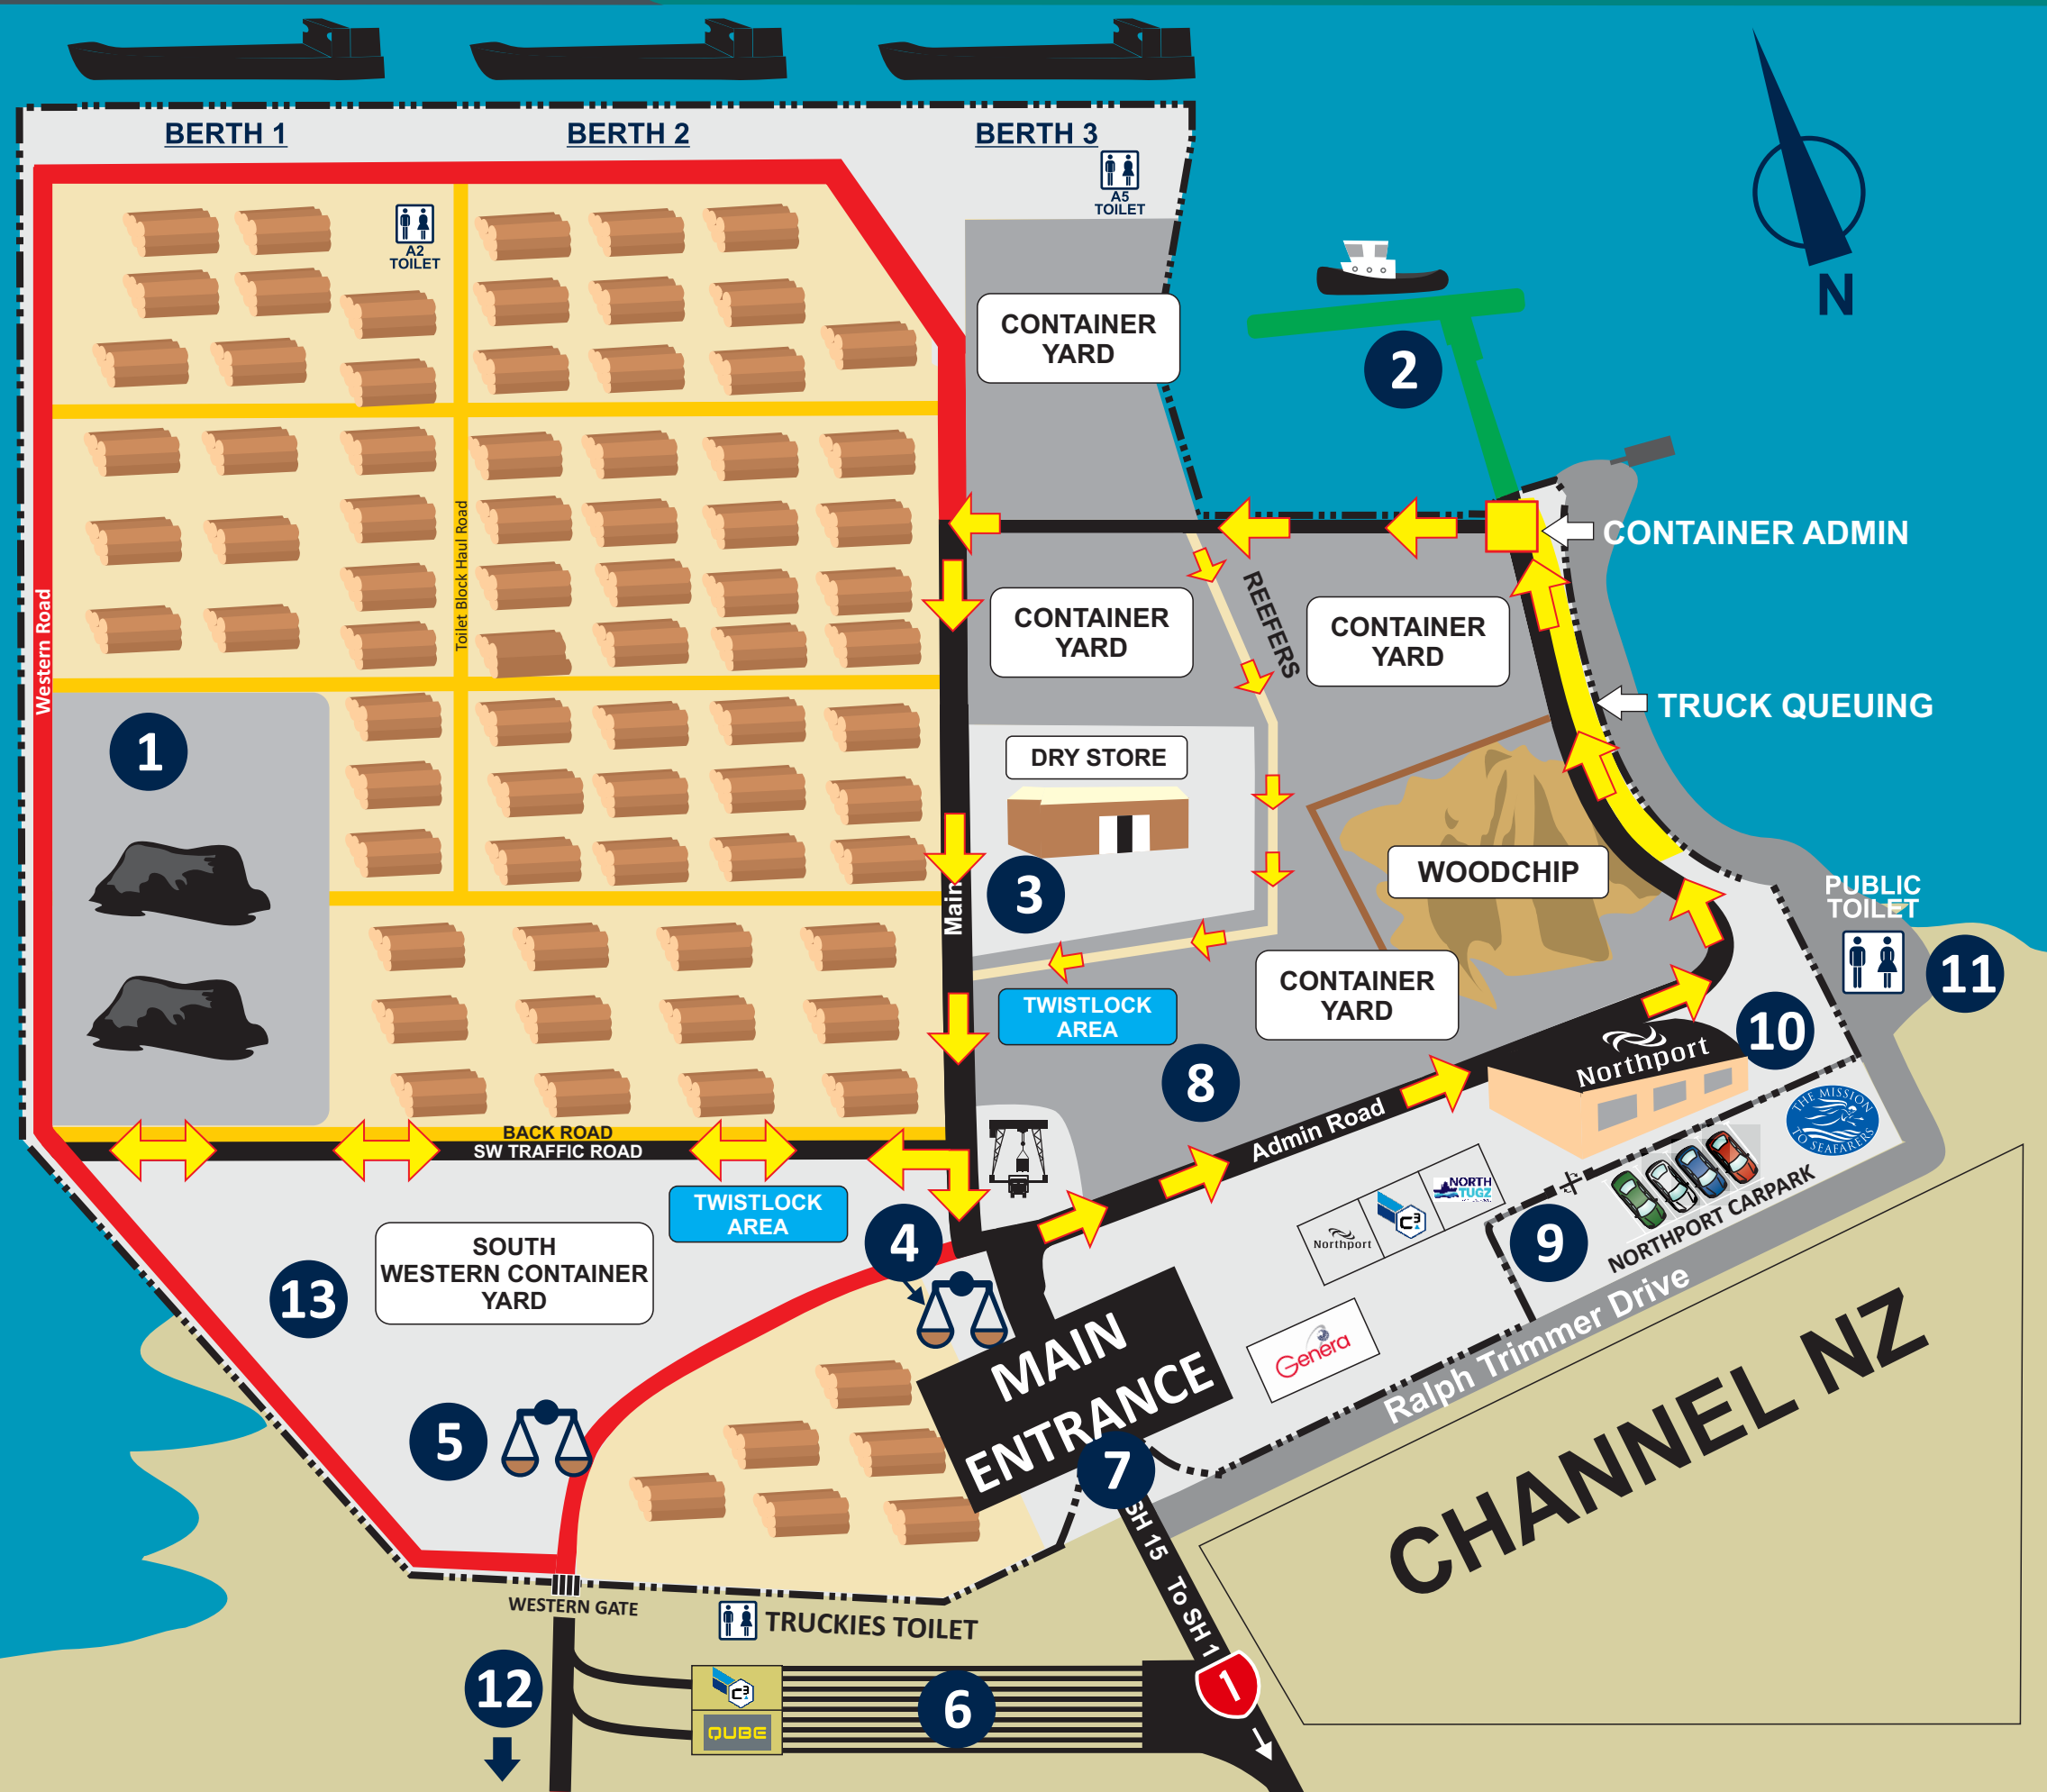 BERTH 1
BERTH 2
BERTH 3
A5
TOILET
A2
TOILET
N
CONTAINER
YARD
2
CONTAINER ADMIN
Western Road
Toilet Block Haul Road
REEFERS
CONTAINER
YARD
CONTAINER
YARD
TRUCK QUEUING
1
DRY STORE
3
Main
WOODCHIP
PUBLIC
TOILET
11
CONTAINER
YARD
TWISTLOCK
AREA
10
Northport
8
Admin Road
THE MISSION
TO SEAFARERS
BACK ROAD
SW TRAFFIC ROAD
TWISTLOCK
AREA
4
NORTH
TUGZ
C3
Northport
9
NORTHPORT CARPARK
SOUTH
WESTERN CONTAINER
YARD
13
Genera
Ralph Trimmer Drive
MAIN
ENTRANCE
5
7
CHANNEL NZ
SH 15 To SH 1
WESTERN GATE
TRUCKIES TOILET
12
C3
QUBE
6
1